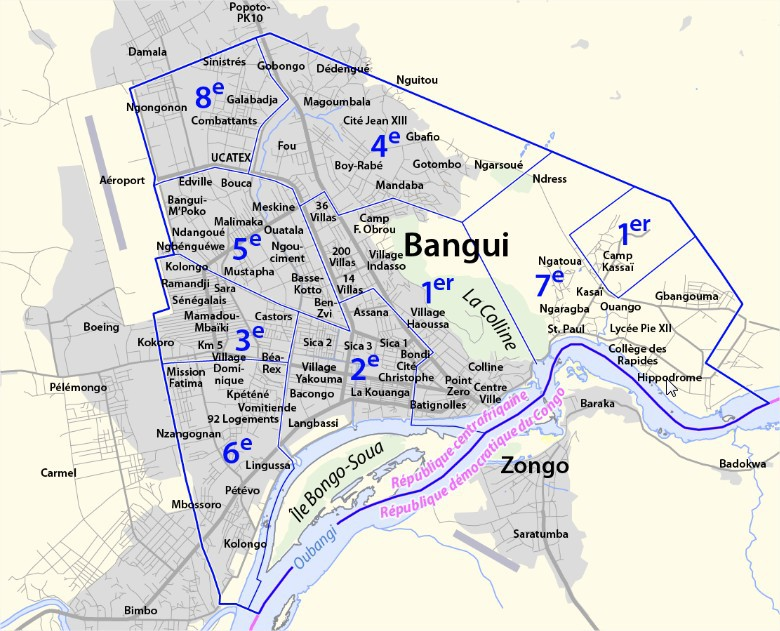 Popoto-
PK10
Damala
Sinistrés
Gobongo
Dédengué
Nguitou
8e
Galabadja
Magoumbala
Ngongonon
Combattants
Cité Jean XIII
4e
Gbafio
Fou
UCATEX
Boy-Rabé
Gotombo
Ngarsoué
Aéroport
Edville
Bouca
Mandaba
Ndress
Bangui-
M'Poko
Meskine
36
Villas
Camp
F. Obrou
Malimaka
Ouatala
Ndangoué
Bangui
1er
Ngbénguéwe
5e
Ngou-
ciment
200
Villas
Village
Indasso
Camp
Kassaï
Kolongo
Mustapha
Ngatoua
7e
Ramandji
Sara
Basse-
Kotto
14
Villas
1er
La Colline
Kasaï
Gbangouma
Sénégalais
Ben-
Zvi
Assana
Village
Haoussa
Ngaragba
Ouango
Mamadou-
Mbaïki
Castors
Boeing
St. Paul
Lycée Pie XII
Kokoro
Km 5
3e
Sica 2
Sica 3
Sica 1
Village
Béa-
Rex
2e
Bondi
Cité
Christophe
Collège des
Rapides
Mission
Fatima
Domi-
nique
Village
Yakouma
Colline
Hippodrome
Pélémongo
Kpéténé
Bacongo
La Kouanga
Point
Zero
Centre
Ville
Vomitiende
Batignolles
Baraka
92 Logements
Langbassi
Nzangognan
6e
République centrafriquaine
République démocratique du Congo
Lingussa
Île Bongo-Soua
Zongo
Badokwa
Carmel
Pétévo
Mbossoro
Saratumba
Kolongo
Oubangi
Bimbo